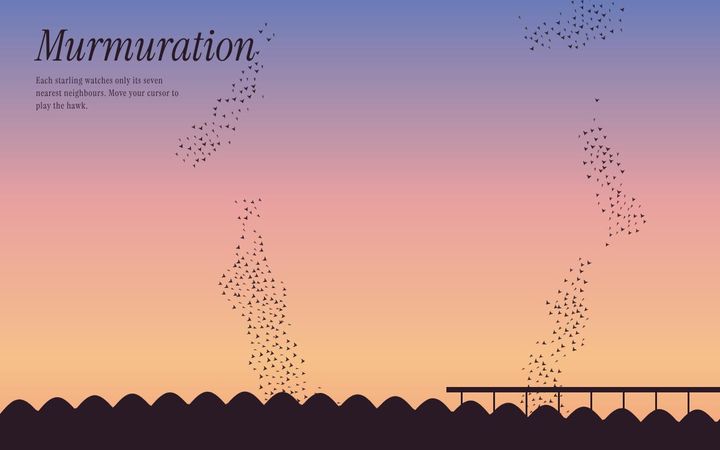 Murmuration
Each starling watches only its seven
nearest neighbours. Move your cursor to
play the hawk.